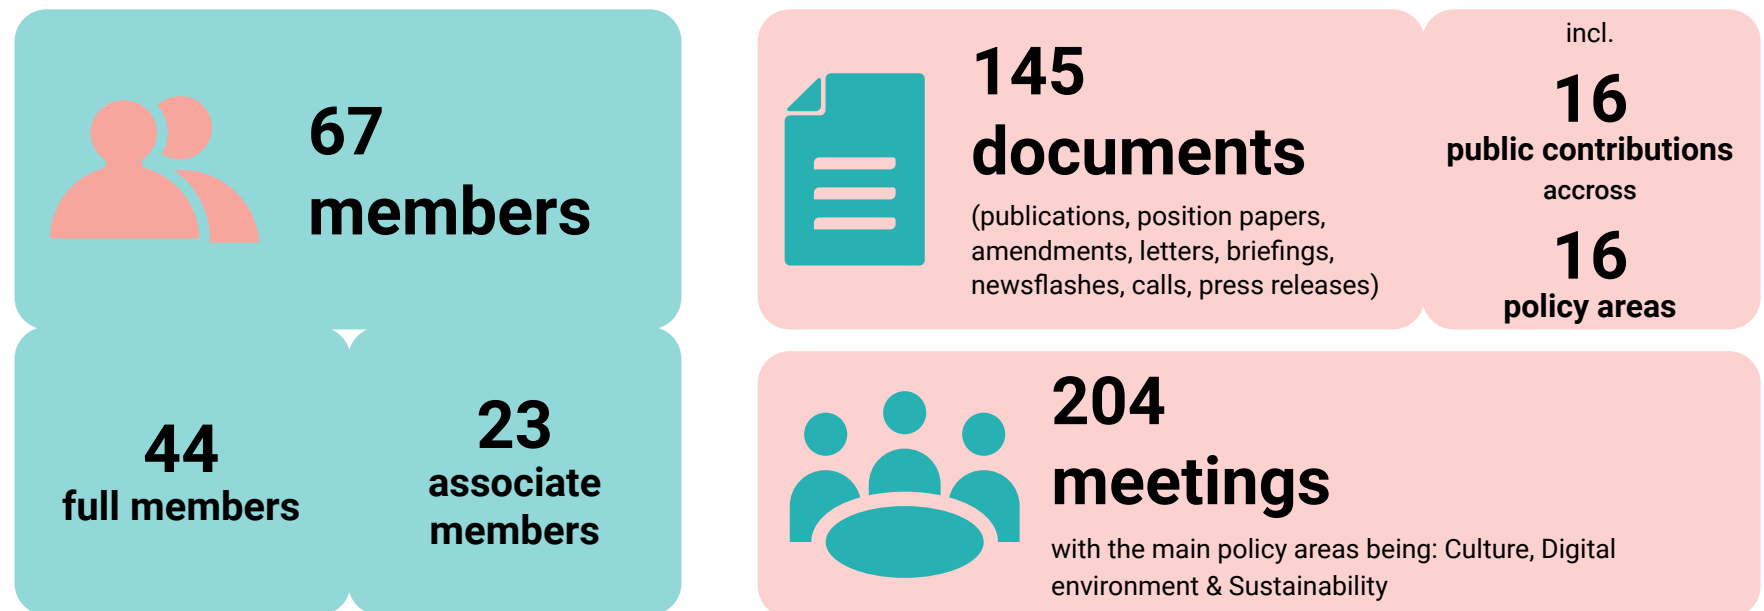 67
members
44
full members
23
associate
members
145
documents
(publications, position papers,
amendments, letters, briefings,
newsflashes, calls, press releases)
incl.
16
public contributions
accross
16
policy areas
204
meetings
with the main policy areas being: Culture, Digital
environment & Sustainability